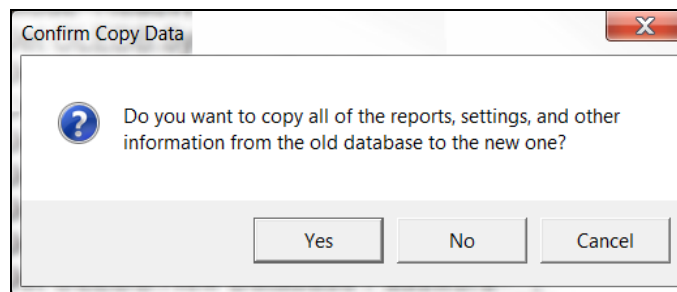 Confirm Copy Data
Do you want to copy all of the reports, settings, and other
information from the old database to the new one?
Yes No Cancel